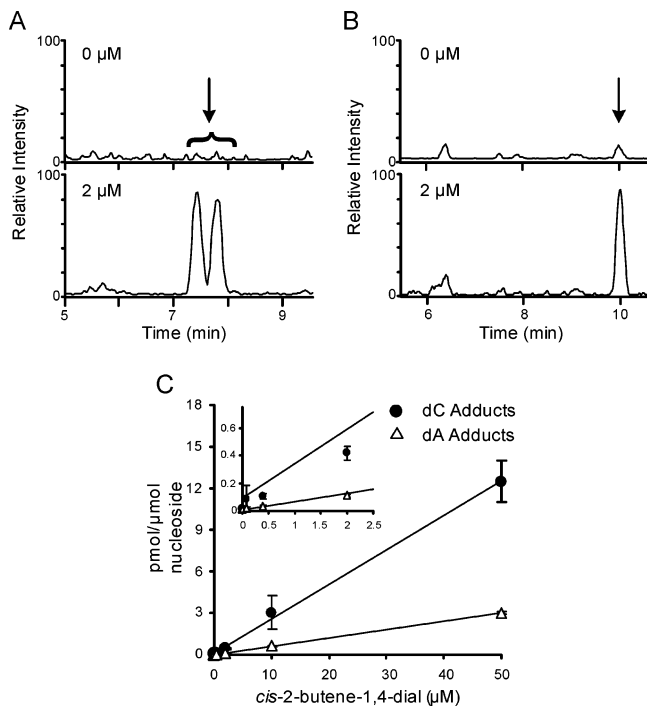 A
100
0 µM
0
100
2 µM
0
5
7
9
Time (min)
Relative Intensity
B
100
0 µM
0
100
2 µM
0
6
8
10
Time (min)
Relative Intensity
C
18
15
12
9
6
3
0
0
10
20
30
40
50
pmol/µmol
nucleoside
cis-2-butene-1,4-dial (µM)
0.6
0.4
0.2
0
0
0.5
1
1.5
2
2.5
dC Adducts
dA Adducts